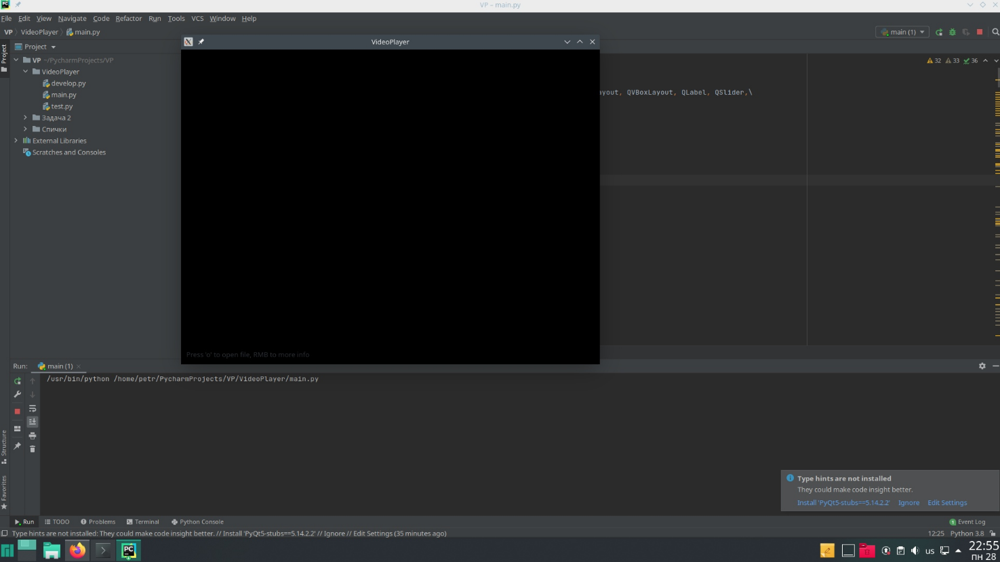 VP – main.py
File Edit View Navigate Code Refactor Run Tools VCS Window Help
VP VideoPlayer main.py
main (1)
Project
Project
VideoPlayer
VP ~/PycharmProjects/VP
32 33 36
VideoPlayer
develop.py
ayout, QVBoxLayout, QLabel, QSlider,\
main.py
test.py
Задача 2
Спички
External Libraries
Scratches and Consoles
Press 'o' to open file, RMB to more info
Run: main (1)
/usr/bin/python /home/petr/PycharmProjects/VP/VideoPlayer/main.py
Structure
Favorites
Type hints are not installed
They could make code insight better.
Install 'PyQt5-stubs==5.14.2.2' Ignore Edit Settings
Run TODO Problems Terminal Python Console
1 Event Log
Type hints are not installed: They could make code insight better. // Install 'PyQt5-stubs==5.14.2.2' // Ignore // Edit Settings (35 minutes ago)
12:25 Python 3.8
PC
us
22:55
пн 28